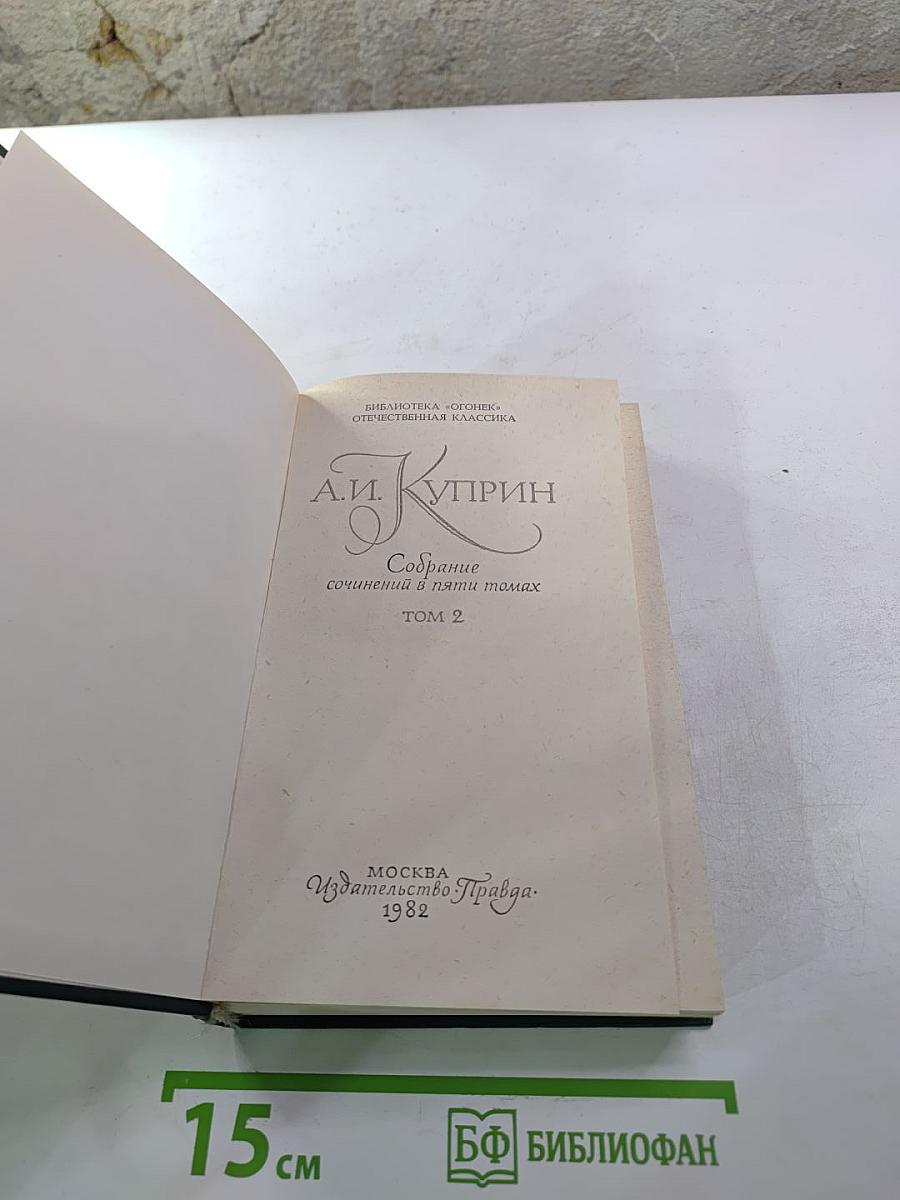 БИБЛИОТЕКА «ОГОНЕК»
ОТЕЧЕСТВЕННАЯ КЛАССИКА
А.И. КУПРИН
Собрание
сочинений в пяти томах
ТОМ 2
МОСКВА
Издательство·Правда·
1982
15 см
БФ БИБЛИОФАН